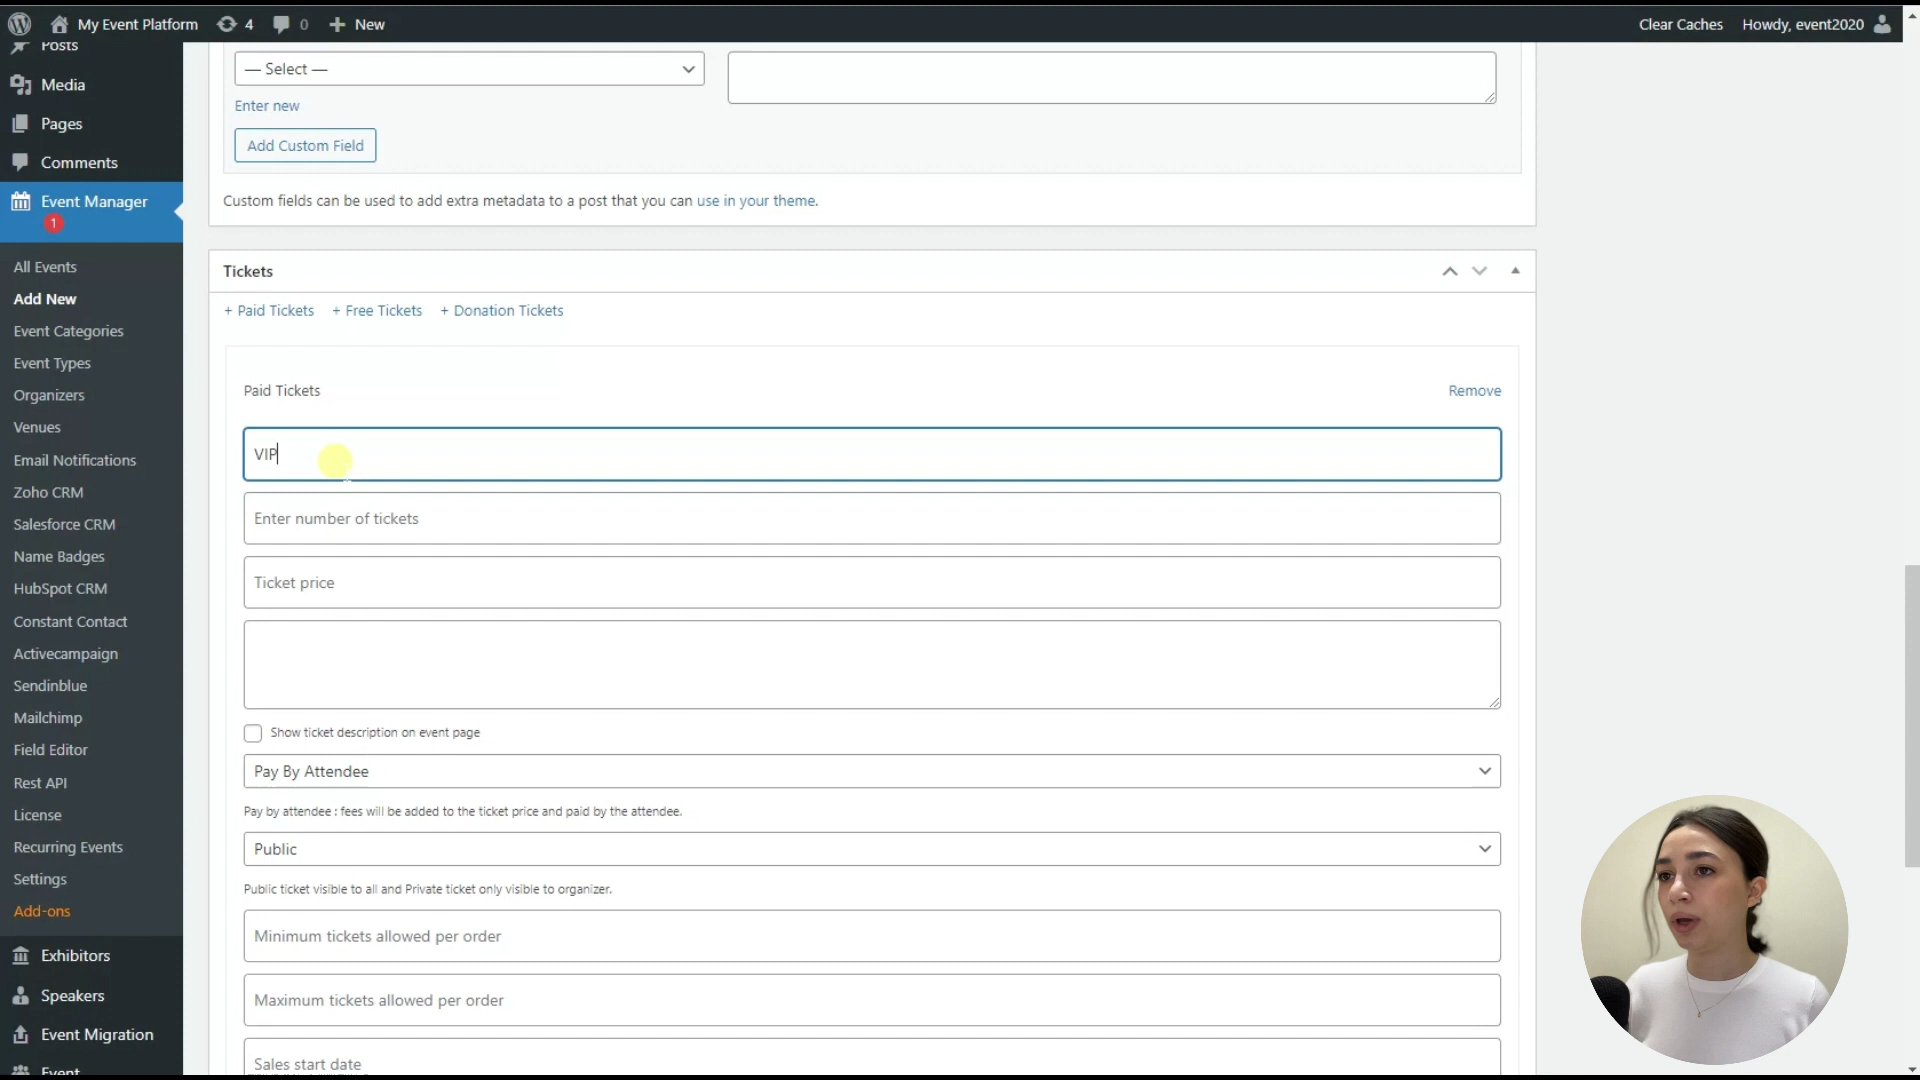 My Event Platform 4 0 New Clear Caches Howdy, event2020
Posts
Media
Pages
Comments
Event Manager
1
All Events
Add New
Event Categories
Event Types
Organizers
Venues
Email Notifications
Zoho CRM
Salesforce CRM
Name Badges
HubSpot CRM
Constant Contact
Activecampaign
Sendinblue
Mailchimp
Field Editor
Rest API
License
Recurring Events
Settings
Add-ons
Exhibitors
Speakers
Event Migration
Event
— Select —
Enter new
Add Custom Field
Custom fields can be used to add extra metadata to a post that you can use in your theme.
Tickets
+ Paid Tickets + Free Tickets + Donation Tickets
Paid Tickets Remove
VIP
Enter number of tickets
Ticket price
Show ticket description on event page
Pay By Attendee
Pay by attendee : fees will be added to the ticket price and paid by the attendee.
Public
Public ticket visible to all and Private ticket only visible to organizer.
Minimum tickets allowed per order
Maximum tickets allowed per order
Sales start date